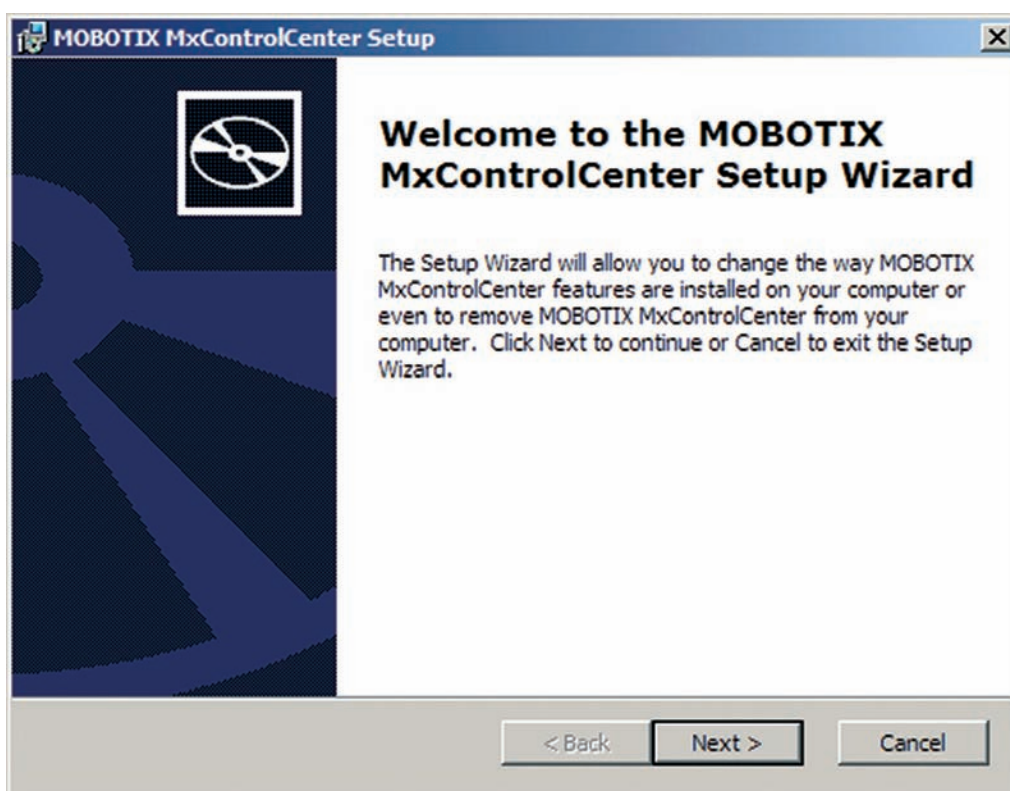 MOBOTIX MxControlCenter Setup
Welcome to the MOBOTIX
MxControlCenter Setup Wizard
The Setup Wizard will allow you to change the way MOBOTIX
MxControlCenter features are installed on your computer or
even to remove MOBOTIX MxControlCenter from your
computer.  Click Next to continue or Cancel to exit the Setup
Wizard.
< Back
Next >
Cancel